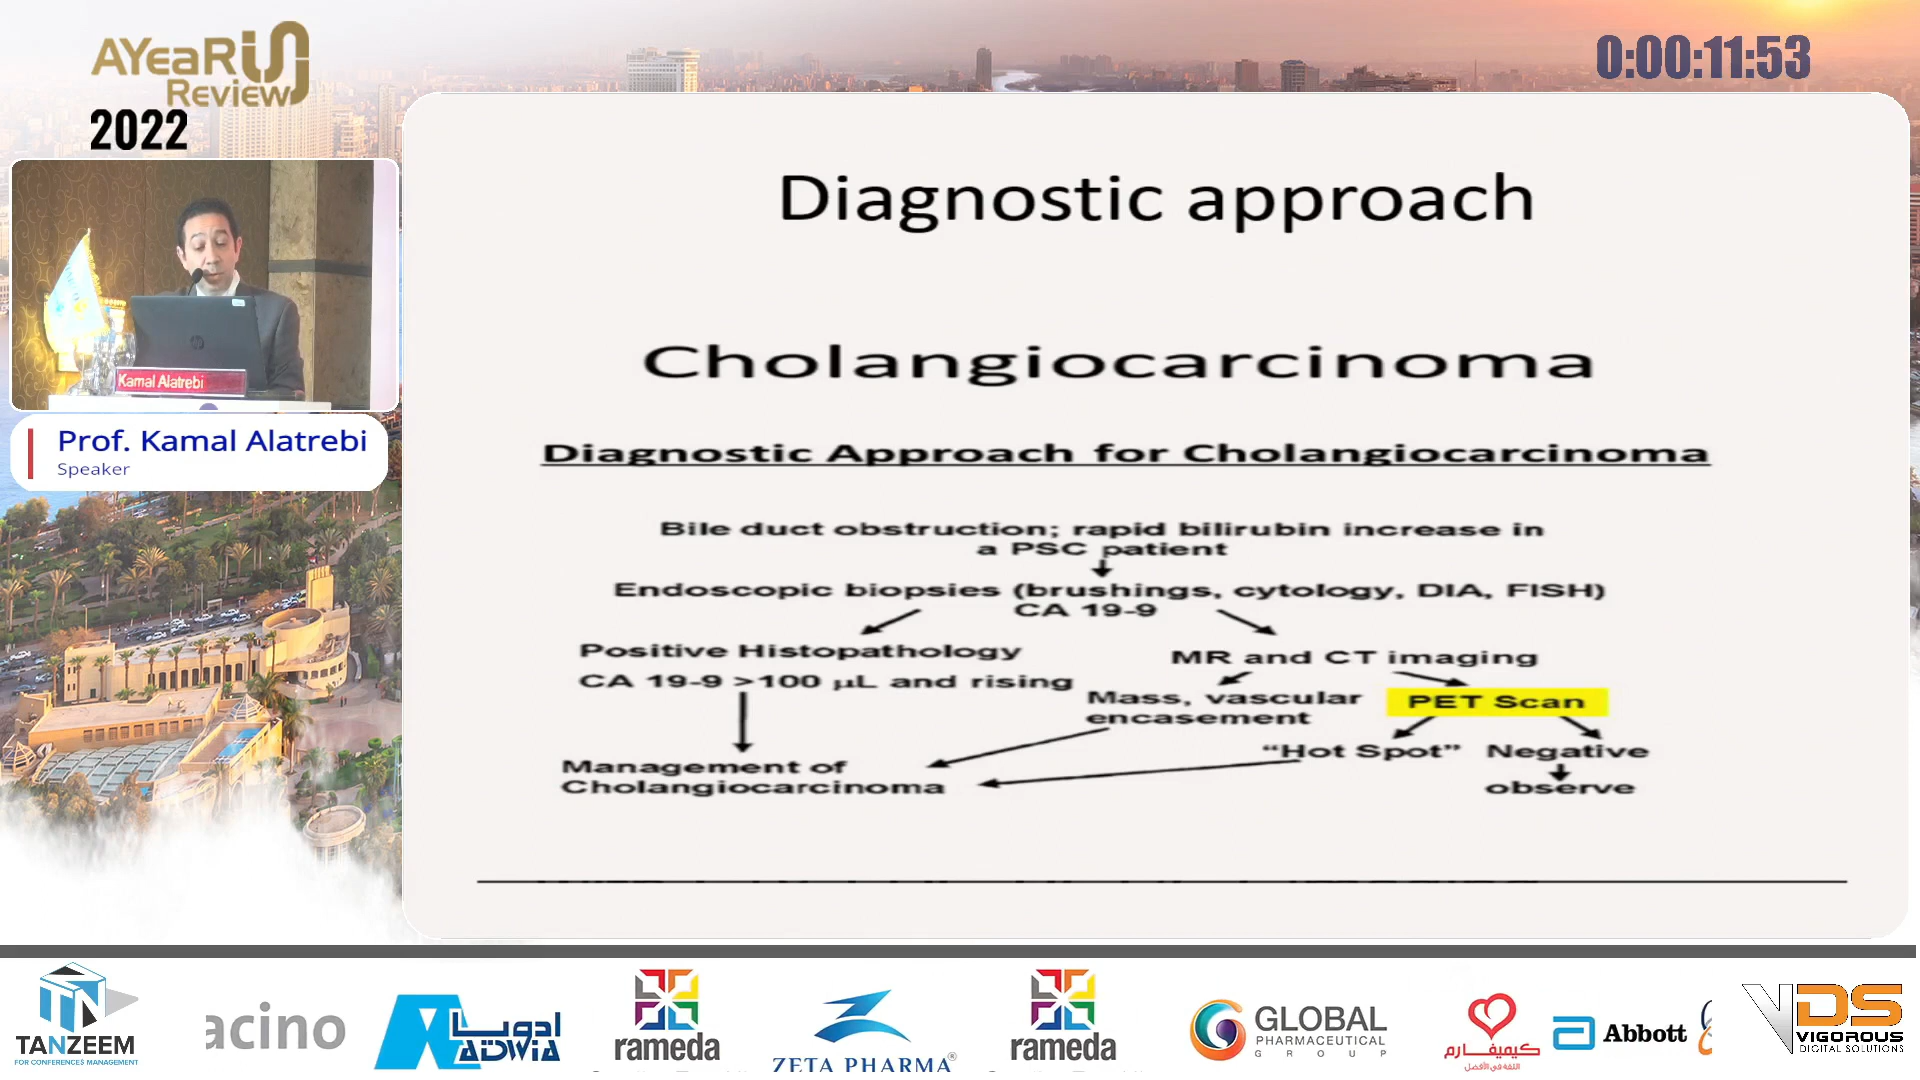 AYeaR iN
Review
2022
0:00:11:53
Kamal Alatrebi
Prof. Kamal Alatrebi
Speaker
Diagnostic approach
Cholangiocarcinoma
Diagnostic Approach for Cholangiocarcinoma
Bile duct obstruction; rapid bilirubin increase in
a PSC patient
Endoscopic biopsies (brushings, cytology, DIA, FISH)
CA 19-9
Positive Histopathology
CA 19-9 >100 μL and rising
MR and CT imaging
Mass, vascular
encasement
PET Scan
"Hot Spot" Negative
Management of
Cholangiocarcinoma
observe
TANZEEM
FOR CONFERENCES MANAGEMENT
acino
ادويا
ADWIA
rameda
ZETA PHARMA®
rameda
GLOBAL
PHARMACEUTICAL
GROUP
كيميفارم
اللغة في الأفضل
Abbott
VDS
VIGOROUS
DIGITAL SOLUTIONS